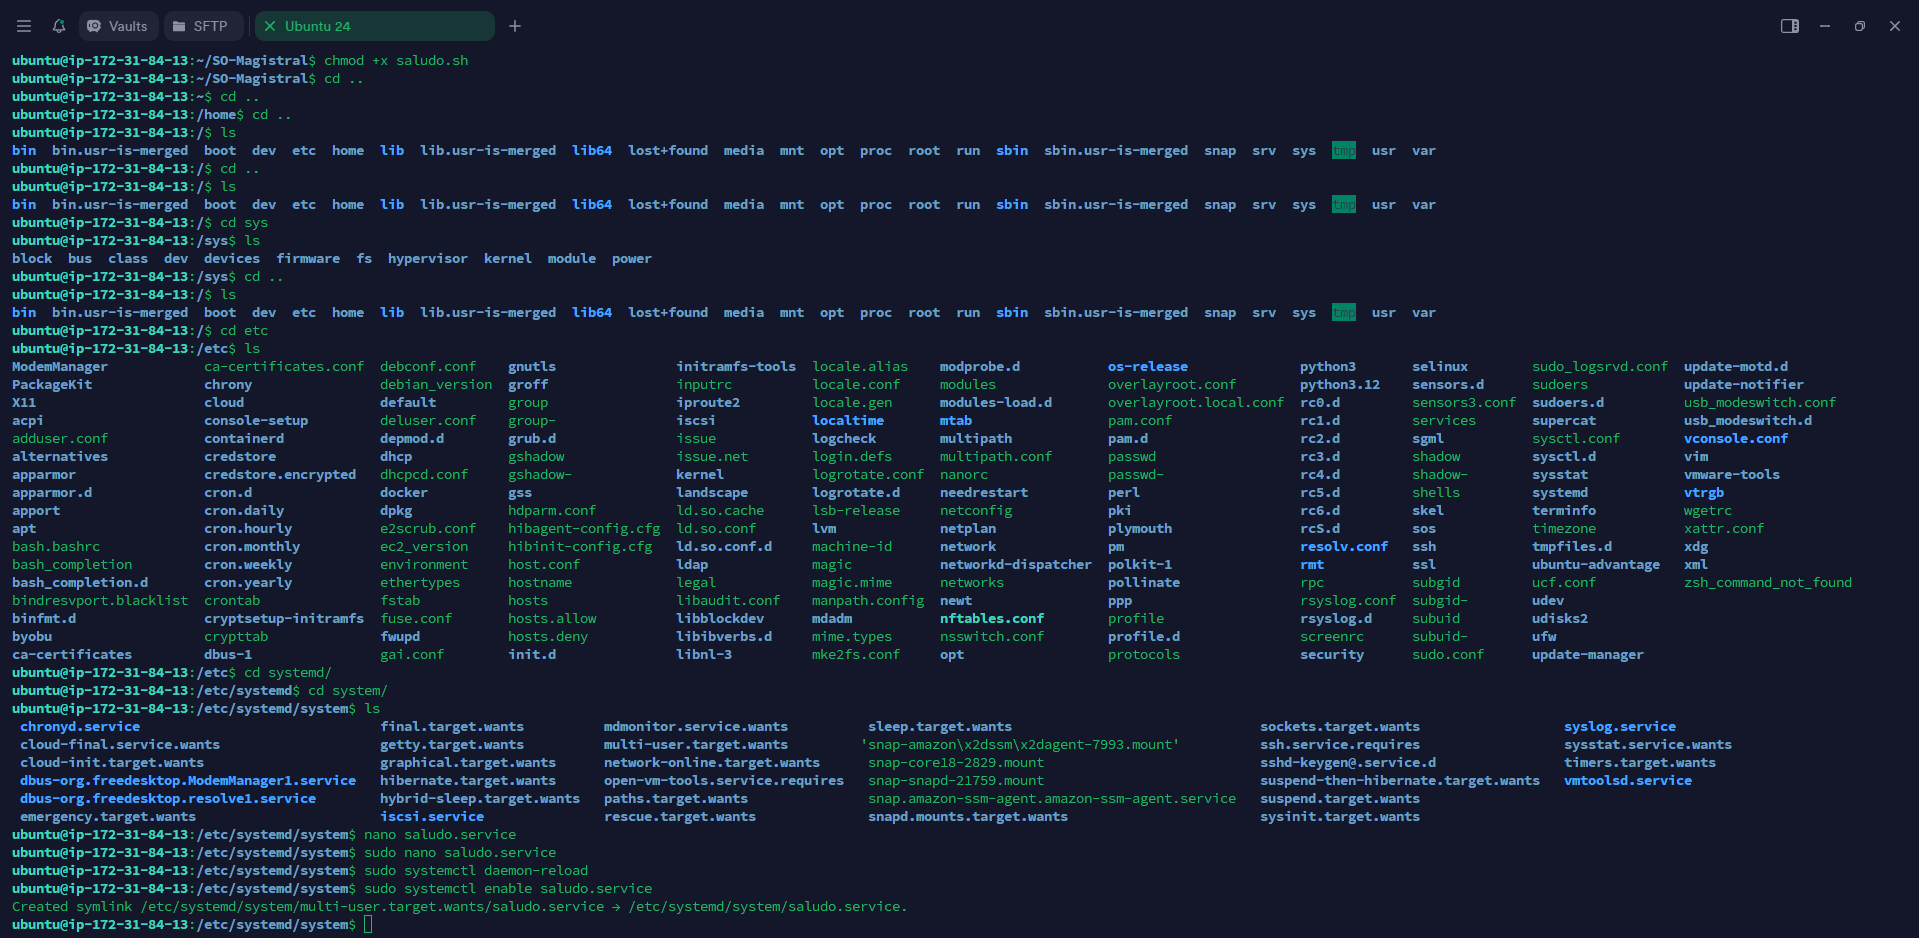 Vaults SFTP Ubuntu 24
ubuntu@ip-172-31-84-13:~/SO-Magistral$ chmod +x saludo.sh
ubuntu@ip-172-31-84-13:~/SO-Magistral$ cd ..
ubuntu@ip-172-31-84-13:~$ cd ..
ubuntu@ip-172-31-84-13:/home$ cd ..
ubuntu@ip-172-31-84-13:/$ ls
bin bin.usr-is-merged boot dev etc home lib lib.usr-is-merged lib64 lost+found media mnt opt proc root run sbin sbin.usr-is-merged snap srv sys tmp usr var
ubuntu@ip-172-31-84-13:/$ cd ..
ubuntu@ip-172-31-84-13:/$ ls
bin bin.usr-is-merged boot dev etc home lib lib.usr-is-merged lib64 lost+found media mnt opt proc root run sbin sbin.usr-is-merged snap srv sys tmp usr var
ubuntu@ip-172-31-84-13:/$ cd sys
ubuntu@ip-172-31-84-13:/sys$ ls
block bus class dev devices firmware fs hypervisor kernel module power
ubuntu@ip-172-31-84-13:/sys$ cd ..
ubuntu@ip-172-31-84-13:/$ ls
bin bin.usr-is-merged boot dev etc home lib lib.usr-is-merged lib64 lost+found media mnt opt proc root run sbin sbin.usr-is-merged snap srv sys tmp usr var
ubuntu@ip-172-31-84-13:/$ cd etc
ubuntu@ip-172-31-84-13:/etc$ ls
ModemManager ca-certificates.conf debconf.conf gnutls initramfs-tools locale.alias modprobe.d os-release python3 selinux sudo_logsrvd.conf update-motd.d
PackageKit chrony debian_version groff inputrc locale.conf modules overlayroot.conf python3.12 sensors.d sudoers update-notifier
X11 cloud default group iproute2 locale.gen modules-load.d overlayroot.local.conf rc0.d sensors3.conf sudoers.d usb_modeswitch.conf
acpi console-setup deluser.conf group- iscsi localtime mtab pam.conf rc1.d services supercat usb_modeswitch.d
adduser.conf containerd depmod.d grub.d issue logcheck multipath pam.d rc2.d sgml sysctl.conf vconsole.conf
alternatives credstore dhcp gshadow issue.net login.defs multipath.conf passwd rc3.d shadow sysctl.d vim
apparmor credstore.encrypted dhcpcd.conf gshadow- kernel logrotate.conf nanorc passwd- rc4.d shadow- sysstat vmware-tools
apparmor.d cron.d docker gss landscape logrotate.d needrestart perl rc5.d shells systemd vtrgb
apport cron.daily dpkg hdparm.conf ld.so.cache lsb-release netconfig pki rc6.d skel terminfo wgetrc
apt cron.hourly e2scrub.conf hibagent-config.cfg ld.so.conf lvm netplan plymouth rcS.d sos timezone xattr.conf
bash.bashrc cron.monthly ec2_version hibinit-config.cfg ld.so.conf.d machine-id network pm resolv.conf ssh tmpfiles.d xdg
bash_completion cron.weekly environment host.conf ldap magic networkd-dispatcher polkit-1 rmt ssl ubuntu-advantage xml
bash_completion.d cron.yearly ethertypes hostname legal magic.mime networks pollinate rpc subgid ucf.conf zsh_command_not_found
bindresvport.blacklist crontab fstab hosts libaudit.conf manpath.config newt ppp rsyslog.conf subgid- udev
binfmt.d cryptsetup-initramfs fuse.conf hosts.allow libblockdev mdadm nftables.conf profile rsyslog.d subuid udisks2
byobu crypttab fwupd hosts.deny libibverbs.d mime.types nsswitch.conf profile.d screenrc subuid- ufw
ca-certificates dbus-1 gai.conf init.d libnl-3 mke2fs.conf opt protocols security sudo.conf update-manager
ubuntu@ip-172-31-84-13:/etc$ cd systemd/
ubuntu@ip-172-31-84-13:/etc/systemd$ cd system/
ubuntu@ip-172-31-84-13:/etc/systemd/system$ ls
chronyd.service final.target.wants mdmonitor.service.wants sleep.target.wants sockets.target.wants syslog.service
cloud-final.service.wants getty.target.wants multi-user.target.wants 'snap-amazon\x2dssm\x2dagent-7993.mount' ssh.service.requires sysstat.service.wants
cloud-init.target.wants graphical.target.wants network-online.target.wants snap-core18-2829.mount sshd-keygen@.service.d timers.target.wants
dbus-org.freedesktop.ModemManager1.service hibernate.target.wants open-vm-tools.service.requires snap-snapd-21759.mount suspend-then-hibernate.target.wants vmtoolsd.service
dbus-org.freedesktop.resolve1.service hybrid-sleep.target.wants paths.target.wants snap.amazon-ssm-agent.amazon-ssm-agent.service suspend.target.wants
emergency.target.wants iscsi.service rescue.target.wants snapd.mounts.target.wants sysinit.target.wants
ubuntu@ip-172-31-84-13:/etc/systemd/system$ nano saludo.service
ubuntu@ip-172-31-84-13:/etc/systemd/system$ sudo nano saludo.service
ubuntu@ip-172-31-84-13:/etc/systemd/system$ sudo systemctl daemon-reload
ubuntu@ip-172-31-84-13:/etc/systemd/system$ sudo systemctl enable saludo.service
Created symlink /etc/systemd/system/multi-user.target.wants/saludo.service → /etc/systemd/system/saludo.service.
ubuntu@ip-172-31-84-13:/etc/systemd/system$